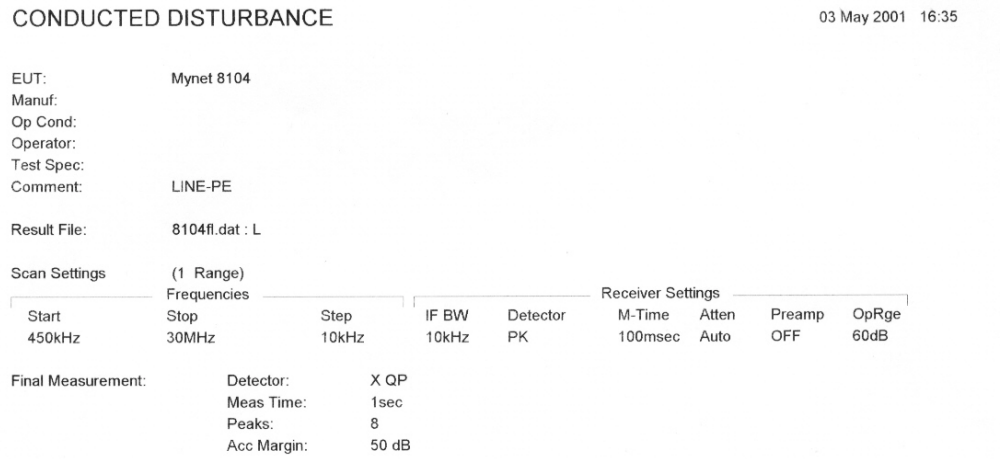 CONDUCTED DISTURBANCE 03 May 2001 16:35
EUT: Mynet 8104
Manuf:
Op Cond:
Operator:
Test Spec:
Comment: LINE-PE
Result File: 8104fl.dat : L
Scan Settings (1 Range)
Frequencies Receiver Settings
Start Stop Step IF BW Detector M-Time Atten Preamp OpRge
450kHz 30MHz 10kHz 10kHz PK 100msec Auto OFF 60dB
Final Measurement: Detector: X QP
Meas Time: 1sec
Peaks: 8
Acc Margin: 50 dB